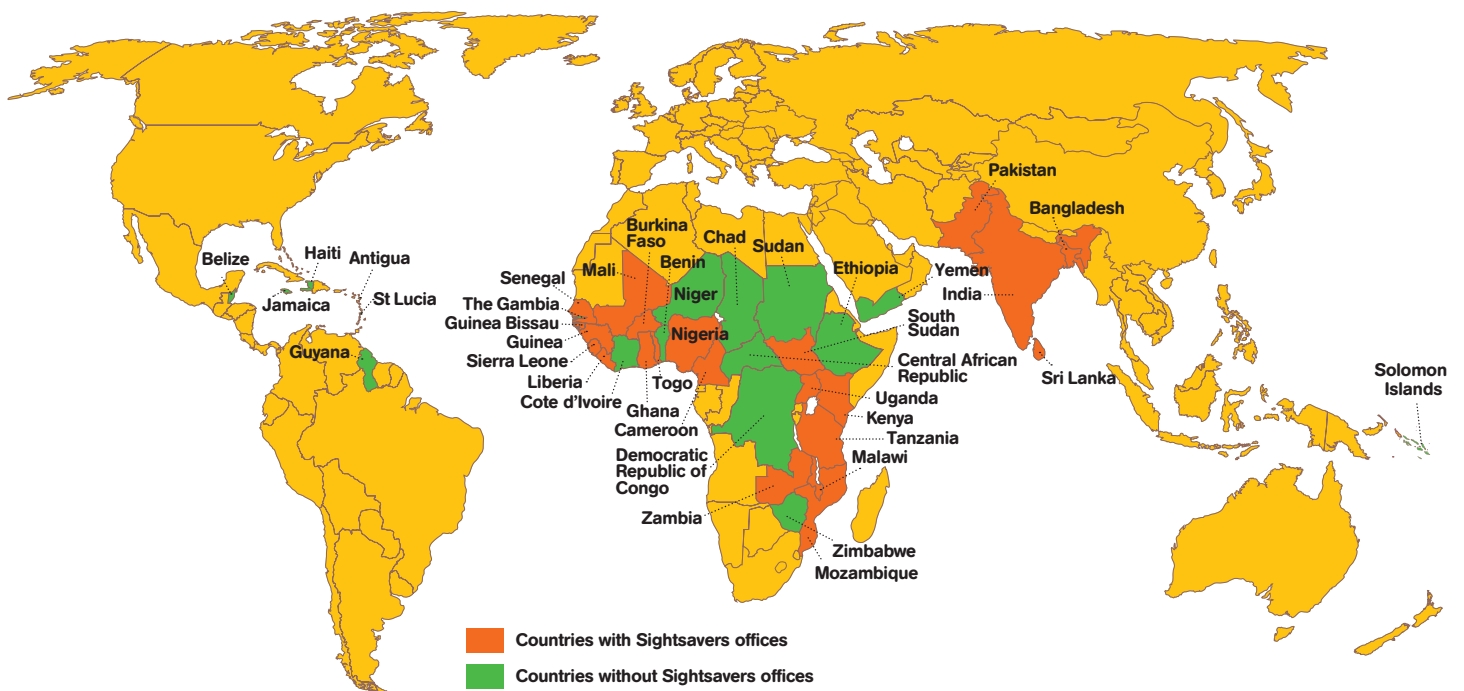 Pakistan
Bangladesh
Burkina
Faso
Chad
Sudan
Belize
Haiti
Antigua
Benin
Mali
Ethiopia
Yemen
Senegal
Jamaica
St Lucia
The Gambia
Niger
India
Guinea Bissau
South
Sudan
Guinea
Nigeria
Guyana
Sierra Leone
Central African
Republic
Liberia
Togo
Sri Lanka
Solomon
Islands
Cote d'Ivoire
Uganda
Ghana
Kenya
Cameroon
Tanzania
Democratic
Republic of
Congo
Malawi
Zambia
Zimbabwe
Mozambique
Countries with Sightsavers offices
Countries without Sightsavers offices